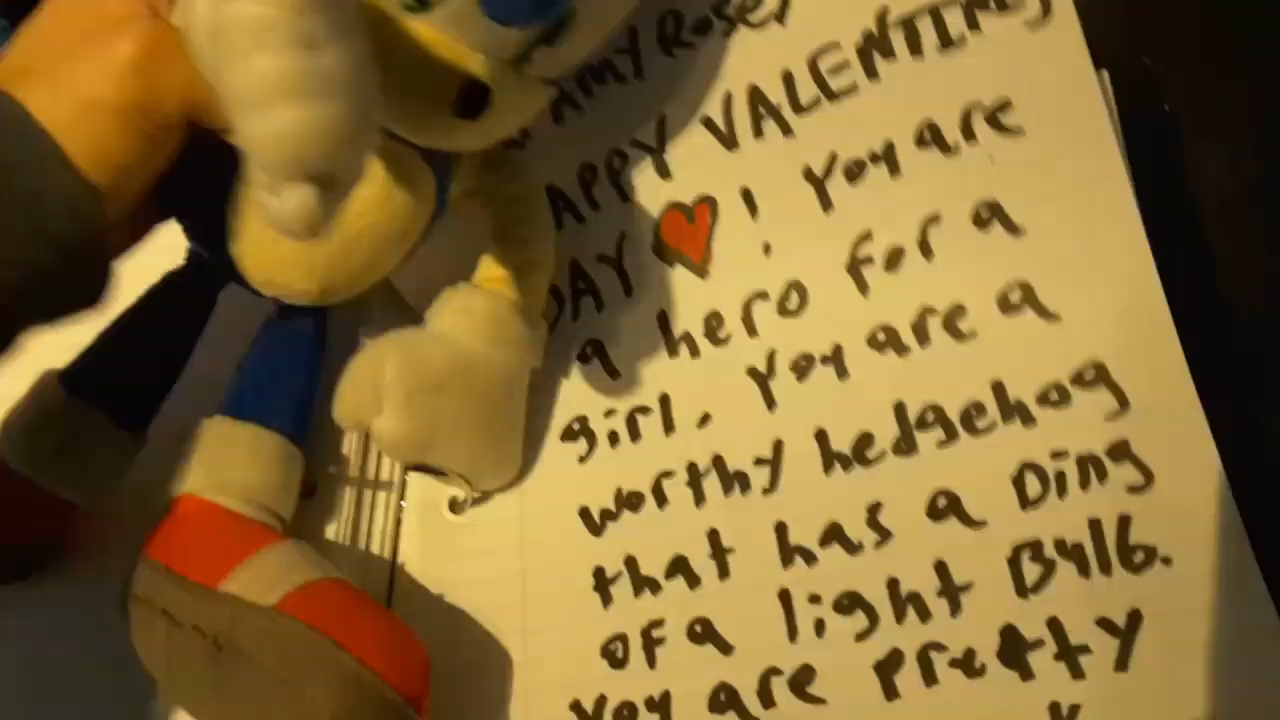 AMY ROSE,
APPY VALENTINES
DAY ! You are
a hero for a
girl. You are a
worthy hedgehog
that has a Ding
of a light Bulb.
You are pretty